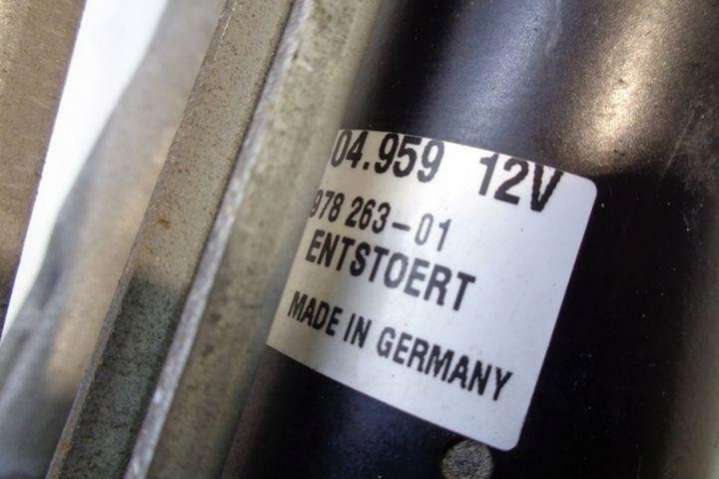 04.959 12V
978 263-01
ENTSTOERT
MADE IN GERMANY